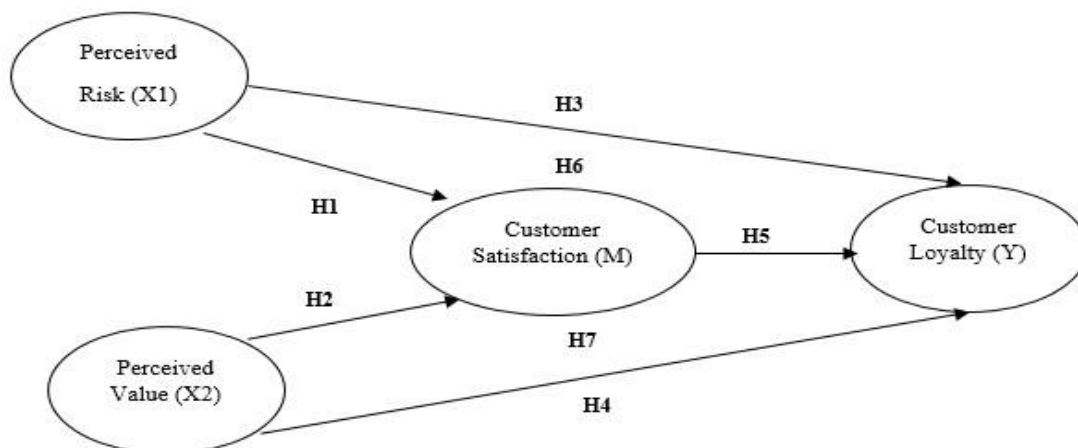 Perceived
Risk (X1)
H3
H6
H1
Customer
Satisfaction (M)
H5
Customer
Loyalty (Y)
H2
H7
Perceived
Value (X2)
H4